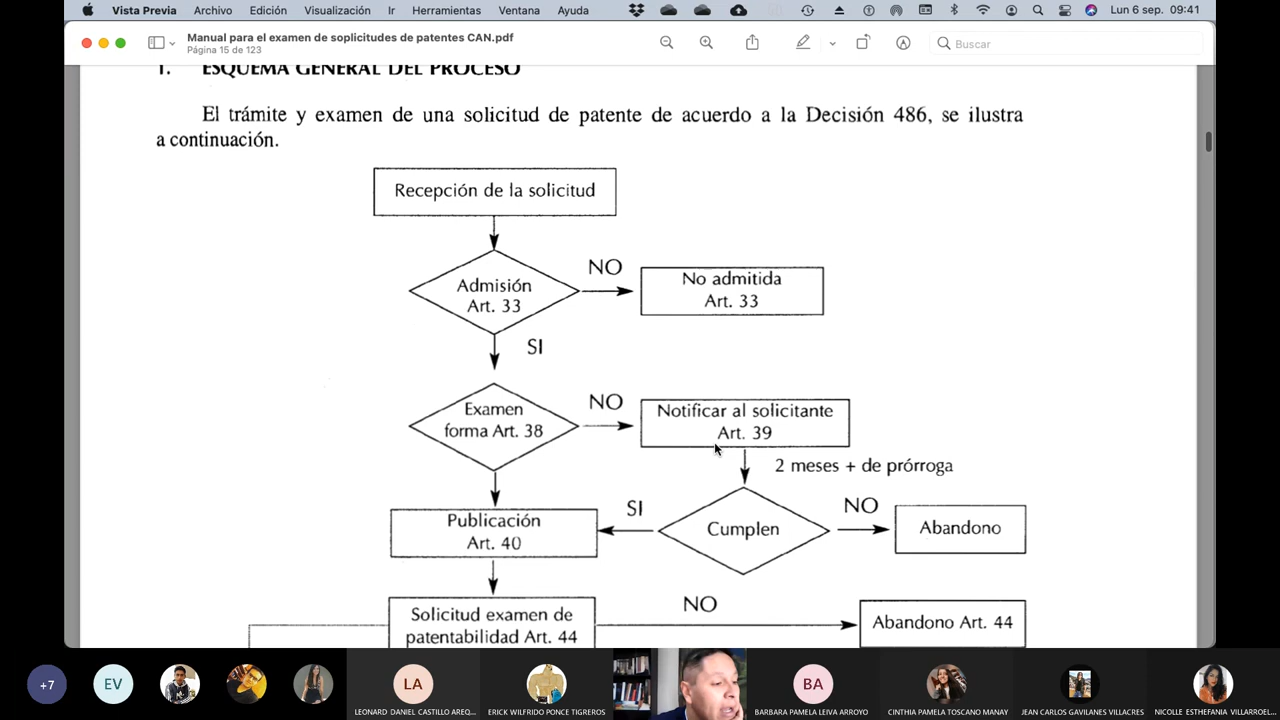 Vista Previa Archivo Edición Visualización Ir Herramientas Ventana Ayuda Lun 6 sep. 09:41
Manual para el examen de soplicitudes de patentes CAN.pdf
Página 15 de 123
Buscar
1. ESQUEMA GENERAL DEL PROCESO
El trámite y examen de una solicitud de patente de acuerdo a la Decisión 486, se ilustra
a continuación.
Recepción de la solicitud
Admisión
Art. 33
NO
No admitida
Art. 33
SI
Examen
forma Art. 38
NO
Notificar al solicitante
Art. 39
2 meses + de prórroga
Publicación
Art. 40
SI
Cumplen
NO
Abandono
Solicitud examen de
patentabilidad Art. 44
NO
Abandono Art. 44
+7
EV
LA
LEONARD DANIEL CASTILLO AREQ...
ERICK WILFRIDO PONCE TIGREROS
BA
BARBARA PAMELA LEIVA ARROYO
CINTHIA PAMELA TOSCANO MANAY
JEAN CARLOS GAVILANES VILLACRES
NICOLE ESTHEFANIA VILLARROEL...